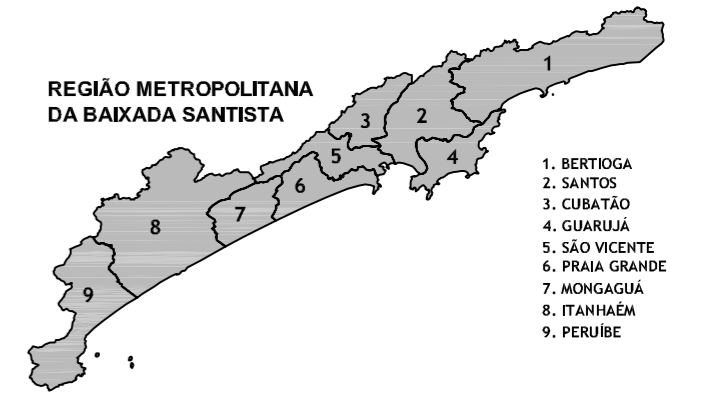 REGIÃO METROPOLITANA
DA BAIXADA SANTISTA
1
2
3
4
5
6
7
8
9
1. BERTIOGA
2. SANTOS
3. CUBATÃO
4. GUARUJÁ
5. SÃO VICENTE
6. PRAIA GRANDE
7. MONGAGUÁ
8. ITANHAÉM
9. PERUÍBE